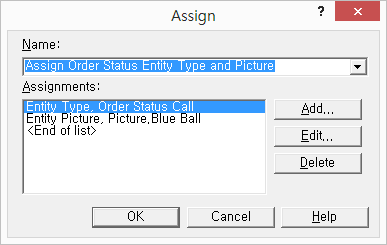 Assign
? ×
Name:
Assign Order Status Entity Type and Picture
Assignments:
Entity Type, Order Status Call
Entity Picture, Picture,Blue Ball
<End of list>
Add...
Edit...
Delete
OK
Cancel
Help